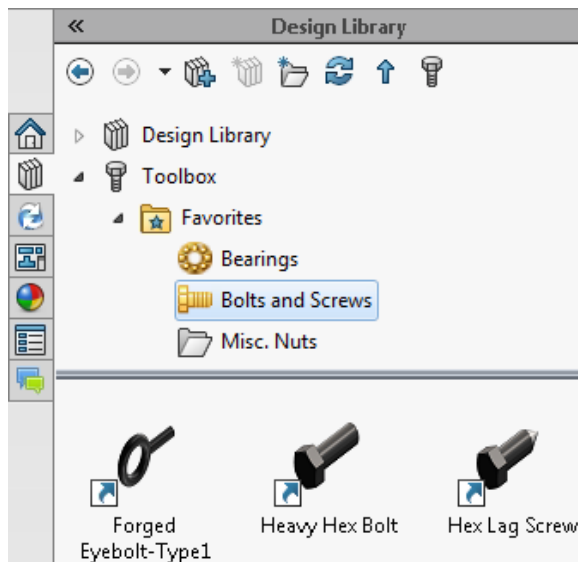 Design Library
Design Library
Toolbox
Favorites
Bearings
Bolts and Screws
Misc. Nuts
Forged
Eyebolt-Type1
Heavy Hex Bolt
Hex Lag Screw